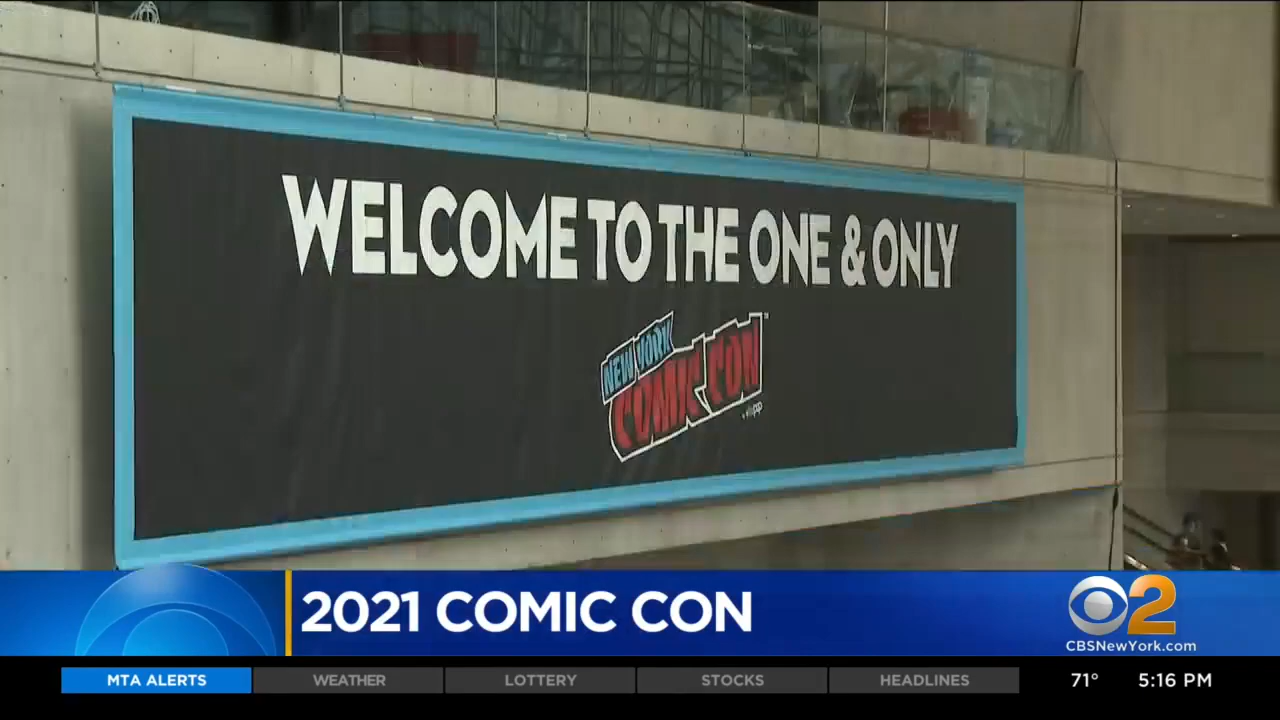 WELCOME TO THE ONE & ONLY
NEW YORK
COMIC CON
2021 COMIC CON
2
CBSNewYork.com
MTA ALERTS
WEATHER
LOTTERY
STOCKS
HEADLINES
71°
5:16 PM